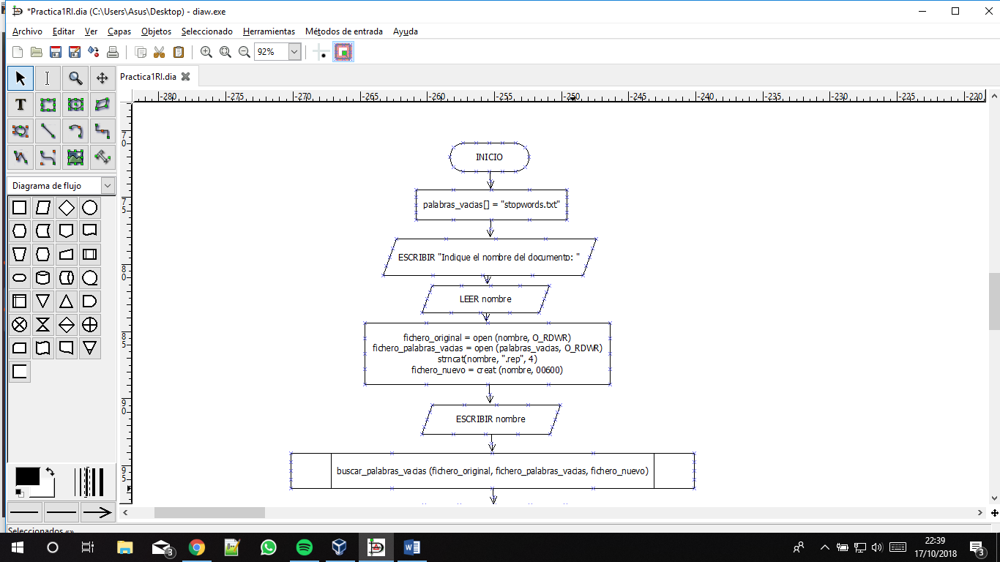 *Practica1RI.dia (C:\Users\Asus\Desktop) - diaw.exe
Archivo Editar Ver Capas Objetos Seleccionado Herramientas Métodos de entrada Ayuda
92%
Practica1RI.dia
-280 -275 -270 -265 -260 -255 -250 -245 -240 -235 -230 -225 -220
T
70
INICIO
Diagrama de flujo
75
palabras_vacias[] = "stopwords.txt"
ESCRIBIR "Indique el nombre del documento: "
80
LEER nombre
85
fichero_original = open (nombre, O_RDWR)
fichero_palabras_vacias = open (palabras_vacias, O_RDWR)
strncat(nombre, ".rep", 4)
fichero_nuevo = creat (nombre, 00600)
90
ESCRIBIR nombre
95
buscar_palabras_vacias (fichero_original, fichero_palabras_vacias, fichero_nuevo)
Seleccionados «»
3
22:39
17/10/2018
3